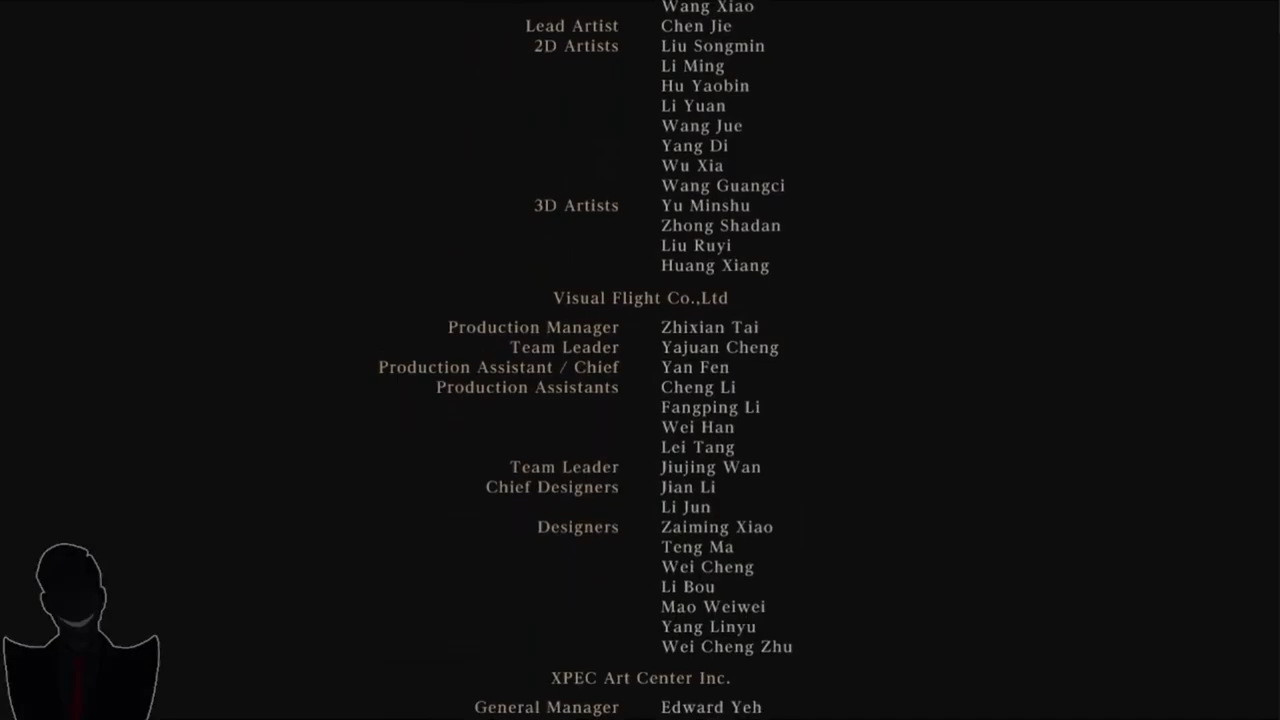 Wang Xiao
Lead Artist Chen Jie
2D Artists Liu Songmin
Li Ming
Hu Yaobin
Li Yuan
Wang Jue
Yang Di
Wu Xia
Wang Guangci
3D Artists Yu Minshu
Zhong Shadan
Liu Ruyi
Huang Xiang
Visual Flight Co.,Ltd
Production Manager Zhixian Tai
Team Leader Yajuan Cheng
Production Assistant / Chief Yan Fen
Production Assistants Cheng Li
Fangping Li
Wei Han
Lei Tang
Team Leader Jiujing Wan
Chief Designers Jian Li
Li Jun
Designers Zaiming Xiao
Teng Ma
Wei Cheng
Li Bou
Mao Weiwei
Yang Linyu
Wei Cheng Zhu
XPEC Art Center Inc.
General Manager Edward Yeh